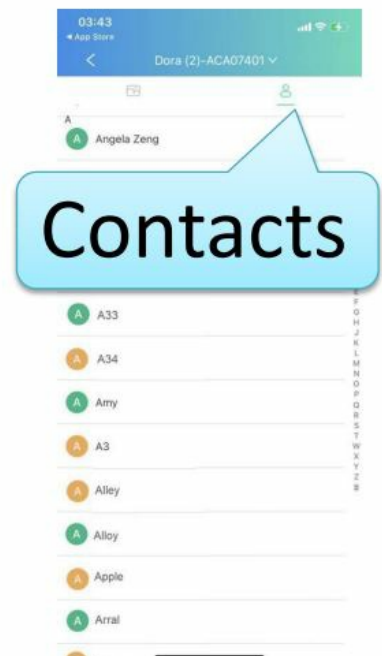 03:43
◀ App Store
Dora (2)-ACA07401
A
A Angela Zeng
Contacts
A A33
A A34
A Amy
A A3
A Alley
A Alloy
A Apple
A Arral
F
G
H
J
K
L
M
N
O
P
Q
R
S
T
W
X
Y
Z
#